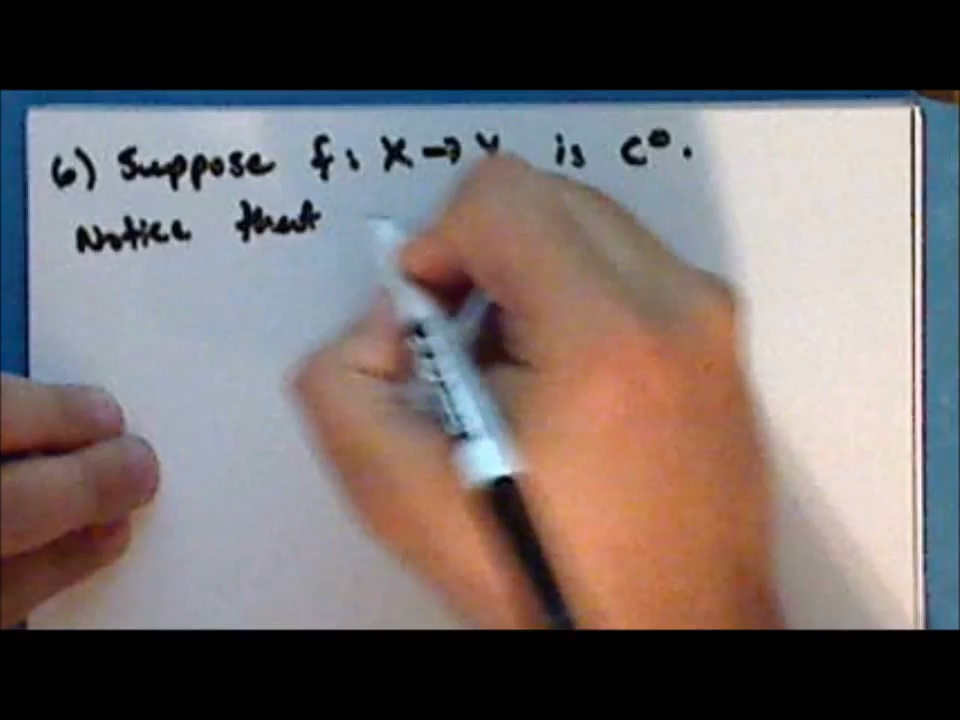 6) Suppose f : X → Y is C⁰.
Notice that